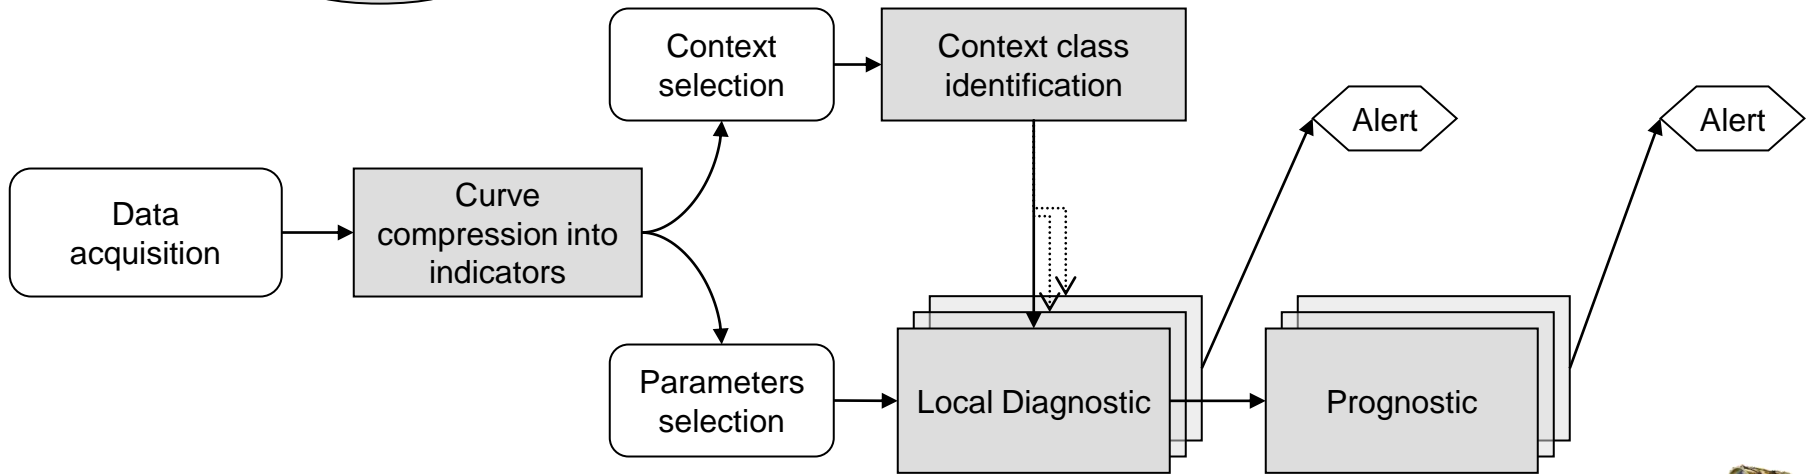 Context
selection
Context class
identification
Alert
Alert
Data
acquisition
Curve
compression into
indicators
Parameters
selection
Local Diagnostic
Prognostic